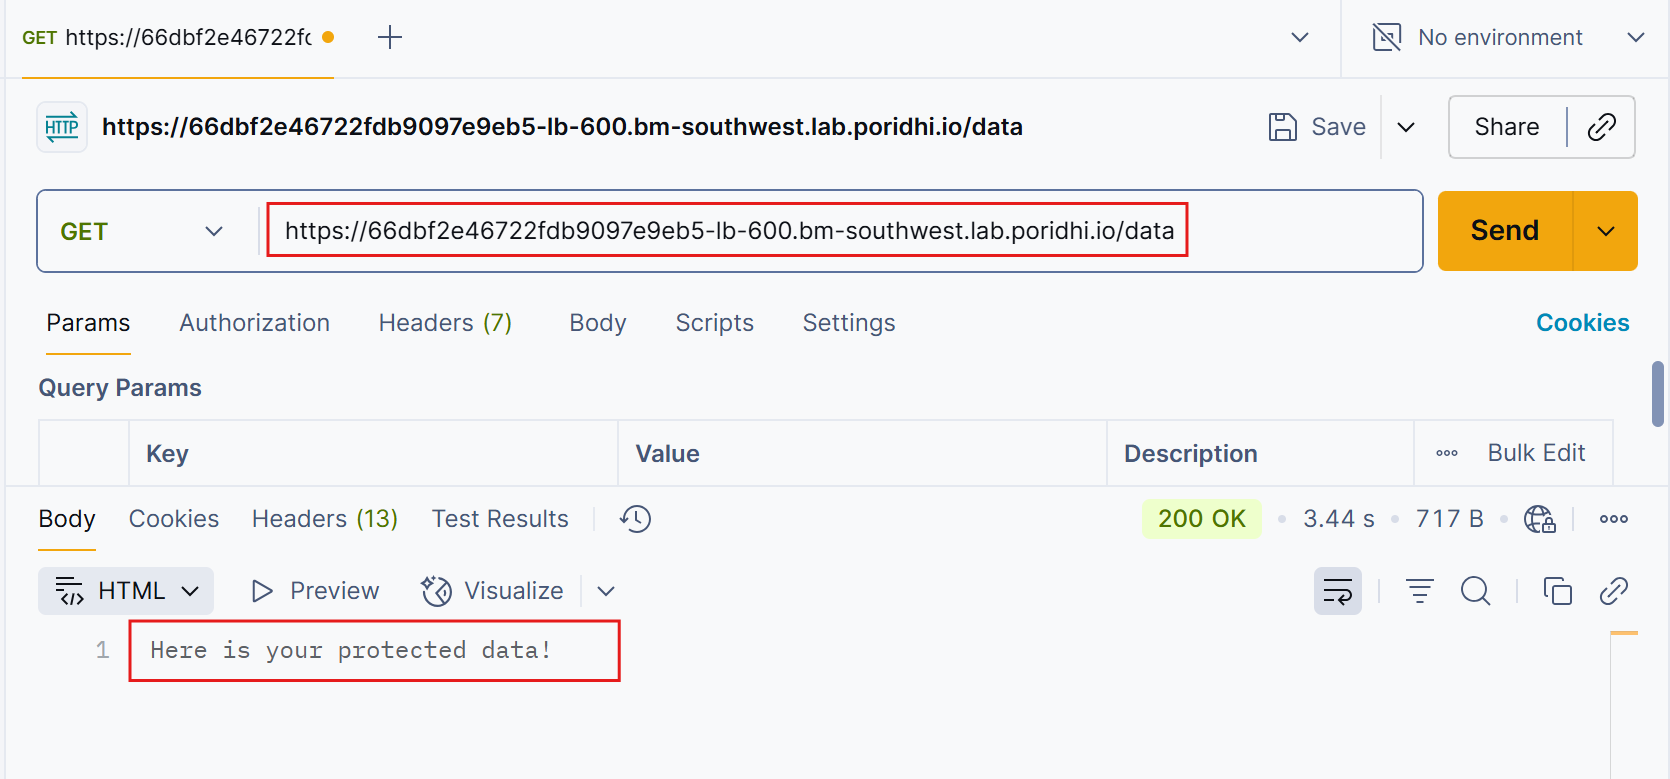 GET https://66dbf2e46722fc
No environment
HTTP https://66dbf2e46722fdb9097e9eb5-lb-600.bm-southwest.lab.poridhi.io/data
Save
Share
GET
https://66dbf2e46722fdb9097e9eb5-lb-600.bm-southwest.lab.poridhi.io/data
Send
Params Authorization Headers (7) Body Scripts Settings Cookies
Query Params
Key Value Description Bulk Edit
Body Cookies Headers (13) Test Results 200 OK 3.44 s 717 B
HTML Preview Visualize
1 Here is your protected data!